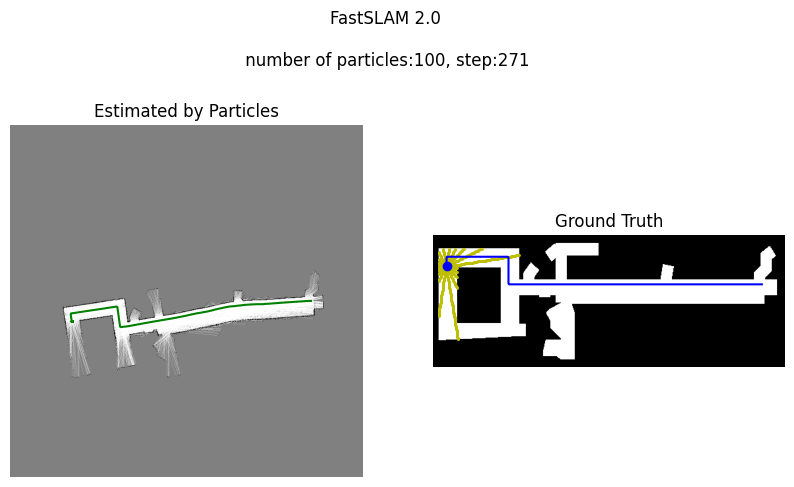 FastSLAM 2.0
number of particles:100, step:271
Estimated by Particles
Ground Truth